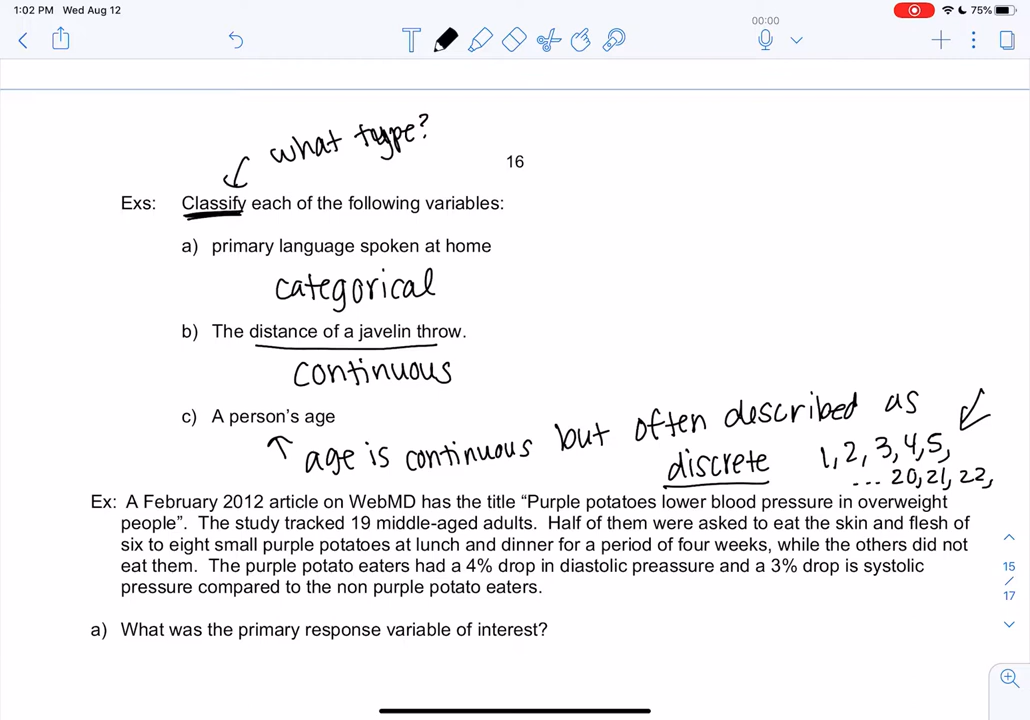 1:02 PM Wed Aug 12
75%
00:00
T
what type?
16
Exs: Classify each of the following variables:
a) primary language spoken at home
categorical
b) The distance of a javelin throw.
continuous
c) A person's age
age is continuous but often described as
discrete
1, 2, 3, 4, 5,
... 20, 21, 22,
Ex: A February 2012 article on WebMD has the title “Purple potatoes lower blood pressure in overweight
people”. The study tracked 19 middle-aged adults. Half of them were asked to eat the skin and flesh of
six to eight small purple potatoes at lunch and dinner for a period of four weeks, while the others did not
eat them. The purple potato eaters had a 4% drop in diastolic preassure and a 3% drop is systolic
pressure compared to the non purple potato eaters.
15
/
17
a) What was the primary response variable of interest?